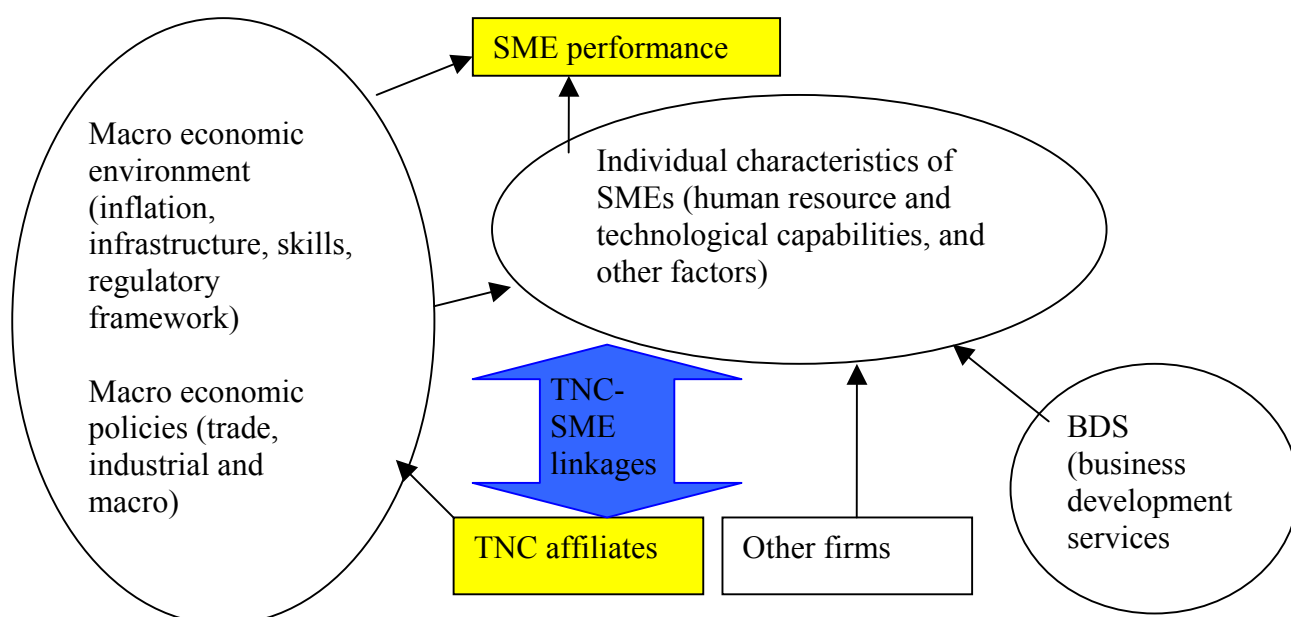 SME performance
Macro economic
environment
(inflation,
infrastructure, skills,
regulatory
framework)
Macro economic
policies (trade,
industrial and
macro)
Individual characteristics of
SMEs (human resource and
technological capabilities, and
other factors)
TNC-
SME
linkages
BDS
(business
development
services
TNC affiliates
Other firms